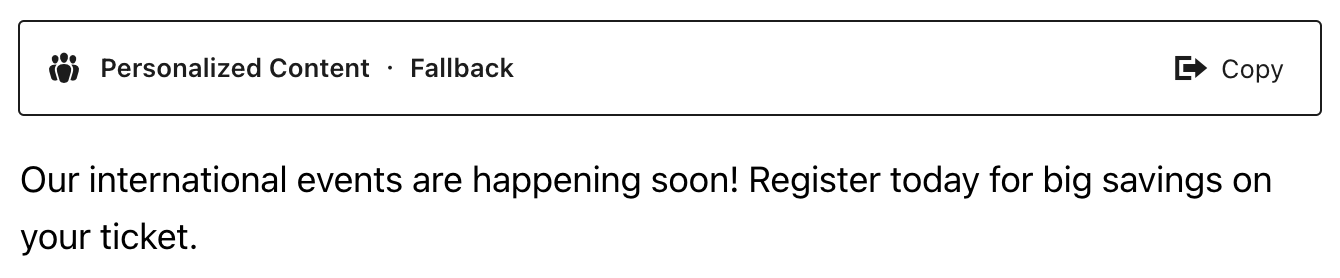 Personalized Content · Fallback Copy
Our international events are happening soon! Register today for big savings on
your ticket.